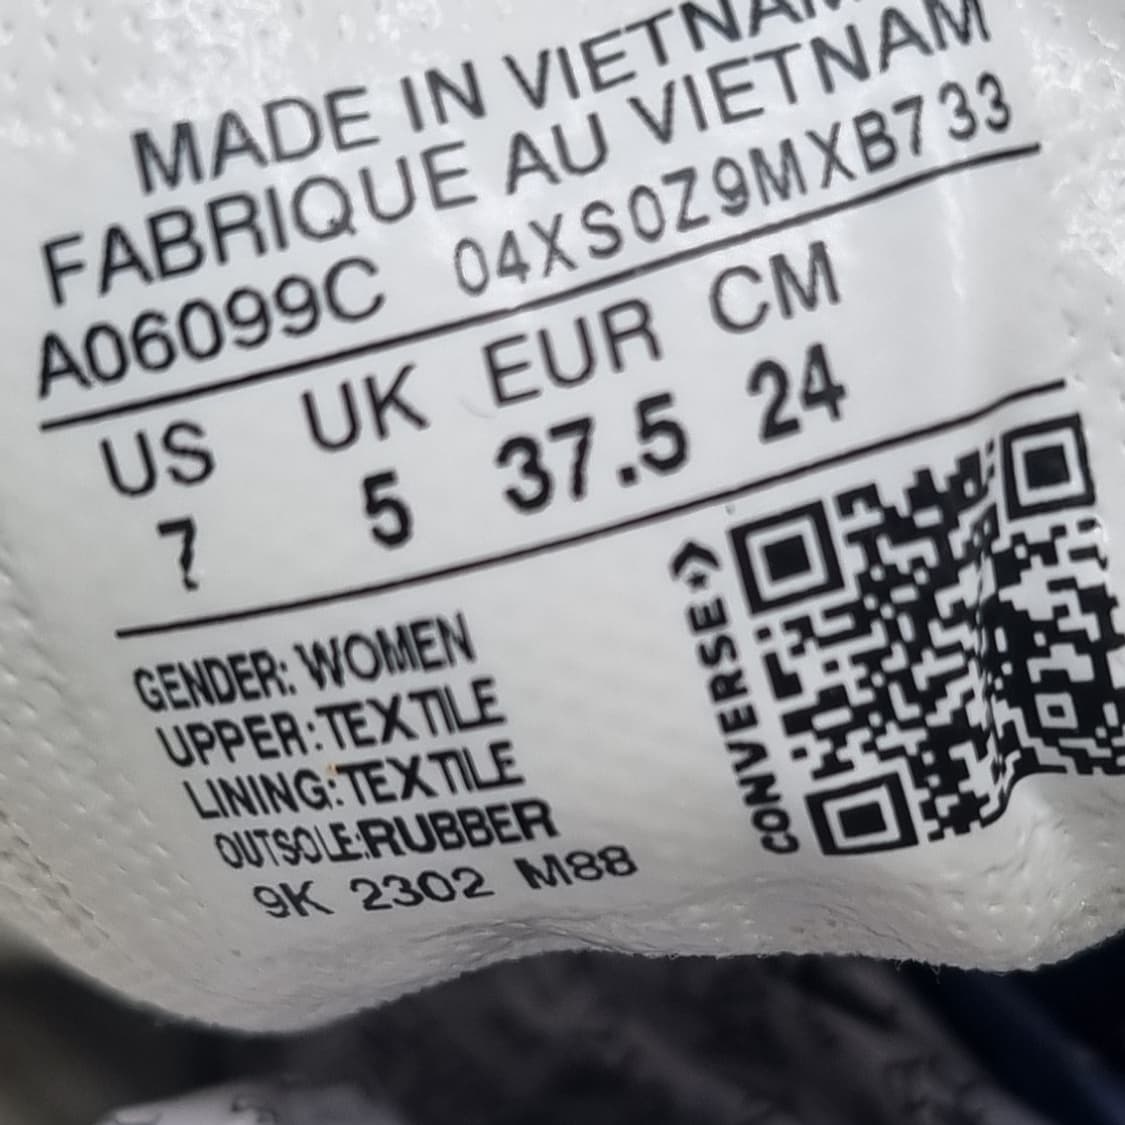 MADE IN VIETNAM
FABRIQUE AU VIETNAM
A06099C 04XS0Z9MXB733
US UK EUR CM
7 5 37.5 24
GENDER: WOMEN
UPPER:TEXTILE
LINING:TEXTILE
OUTSOLE:RUBBER
9K 2302 M88
CONVERSE